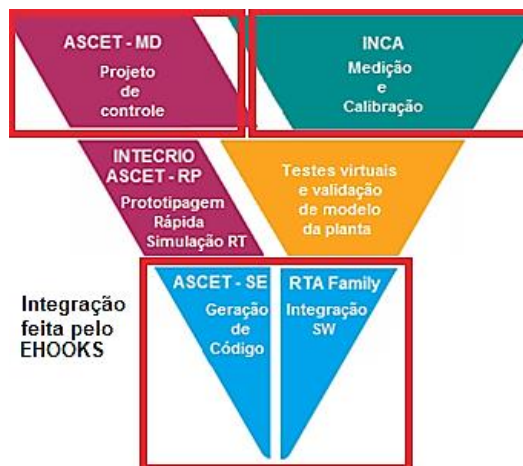 ASCET - MD
Projeto
de
controle
INCA
Medição
e
Calibração
INTECRIO
ASCET - RP
Prototipagem
Rápida
Simulação RT
Testes virtuais
e validação
de modelo
da planta
Integração
feita pelo
EHOOKS
ASCET - SE
Geração
de
Código
RTA Family
Integração
SW